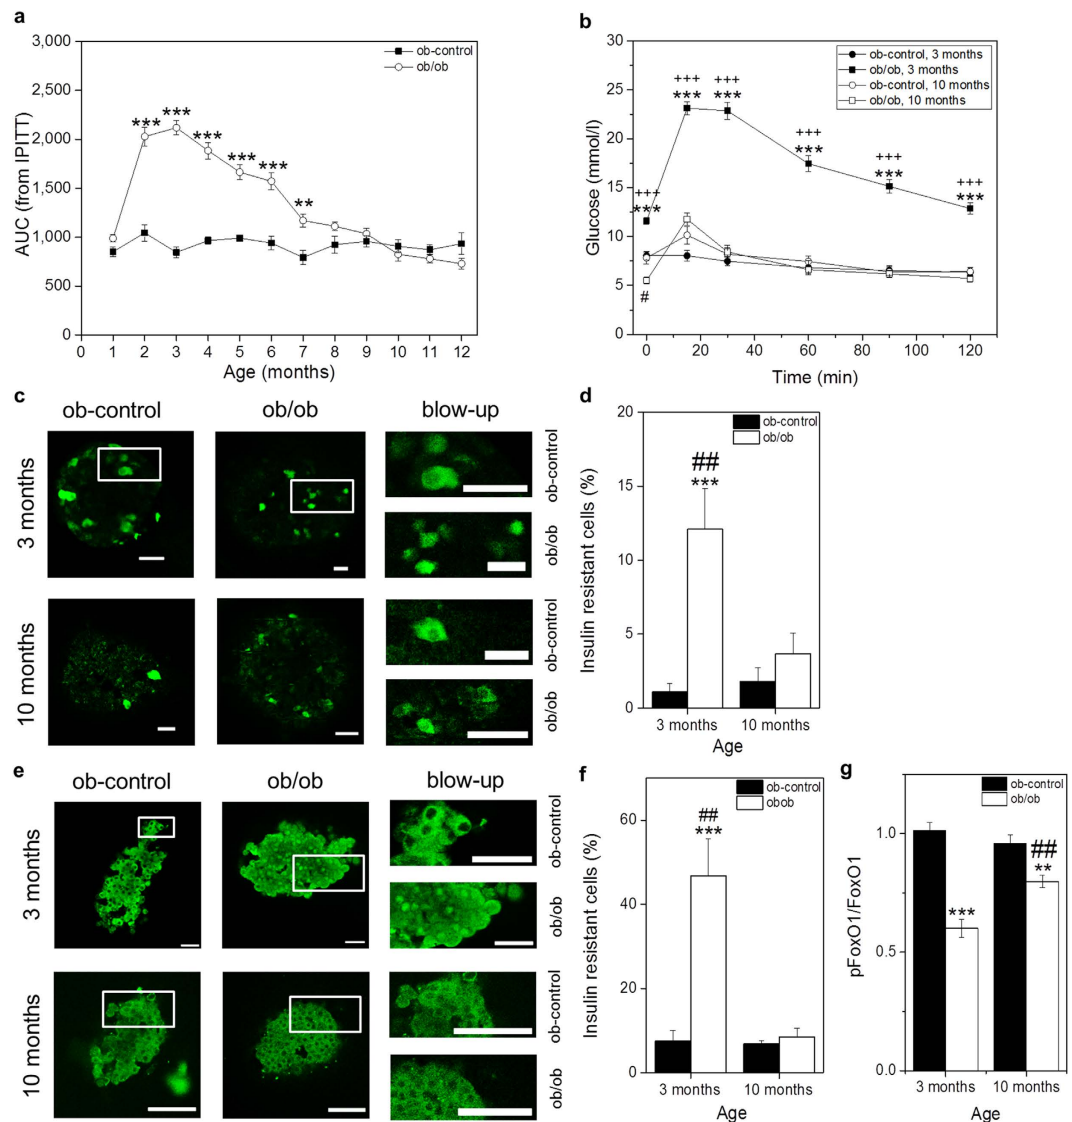 a
3,000
2,500
2,000
1,500
1,000
500
0
AUC (from IPITT)
ob-control
ob/ob
***
***
***
***
***
**
0 1 2 3 4 5 6 7 8 9 10 11 12
Age (months)
b
30
25
20
15
10
5
0
Glucose (mmol/l)
ob-control, 3 months
ob/ob, 3 months
ob-control, 10 months
ob/ob, 10 months
+++ +++
*** ***
+++
***
+++
***
+++
***
+++
***
#
0 20 40 60 80 100 120
Time (min)
c
ob-control ob/ob blow-up
3 months
ob-control
ob/ob
10 months
ob-control
ob/ob
d
20
15
10
5
0
Insulin resistant cells (%)
ob-control
ob/ob
##
***
3 months 10 months
Age
e
ob-control ob/ob blow-up
3 months
ob-control
ob/ob
10 months
ob-control
ob/ob
f
60
40
20
0
Insulin resistant cells (%)
ob-control
obob
##
***
3 months 10 months
Age
g
1.0
0.5
0.0
pFoxO1/FoxO1
ob-control
ob/ob
***
##
**
3 months 10 months
Age